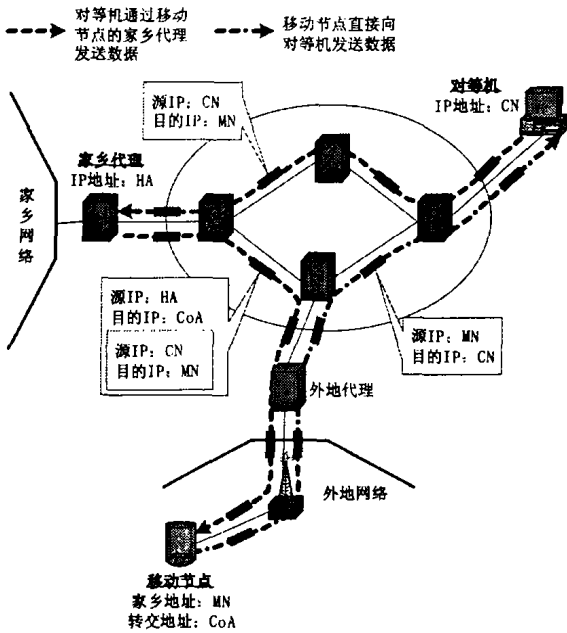 对等机通过移动
节点的家乡代理
发送数据
移动节点直接向
对等机发送数据
源IP: CN
目的IP: MN
对等机
IP地址: CN
家乡代理
IP地址: HA
家乡网络
源IP: HA
目的IP: CoA
源IP: CN
目的IP: MN
源IP: MN
目的IP: CN
外地代理
外地网络
移动节点
家乡地址: MN
转交地址: CoA